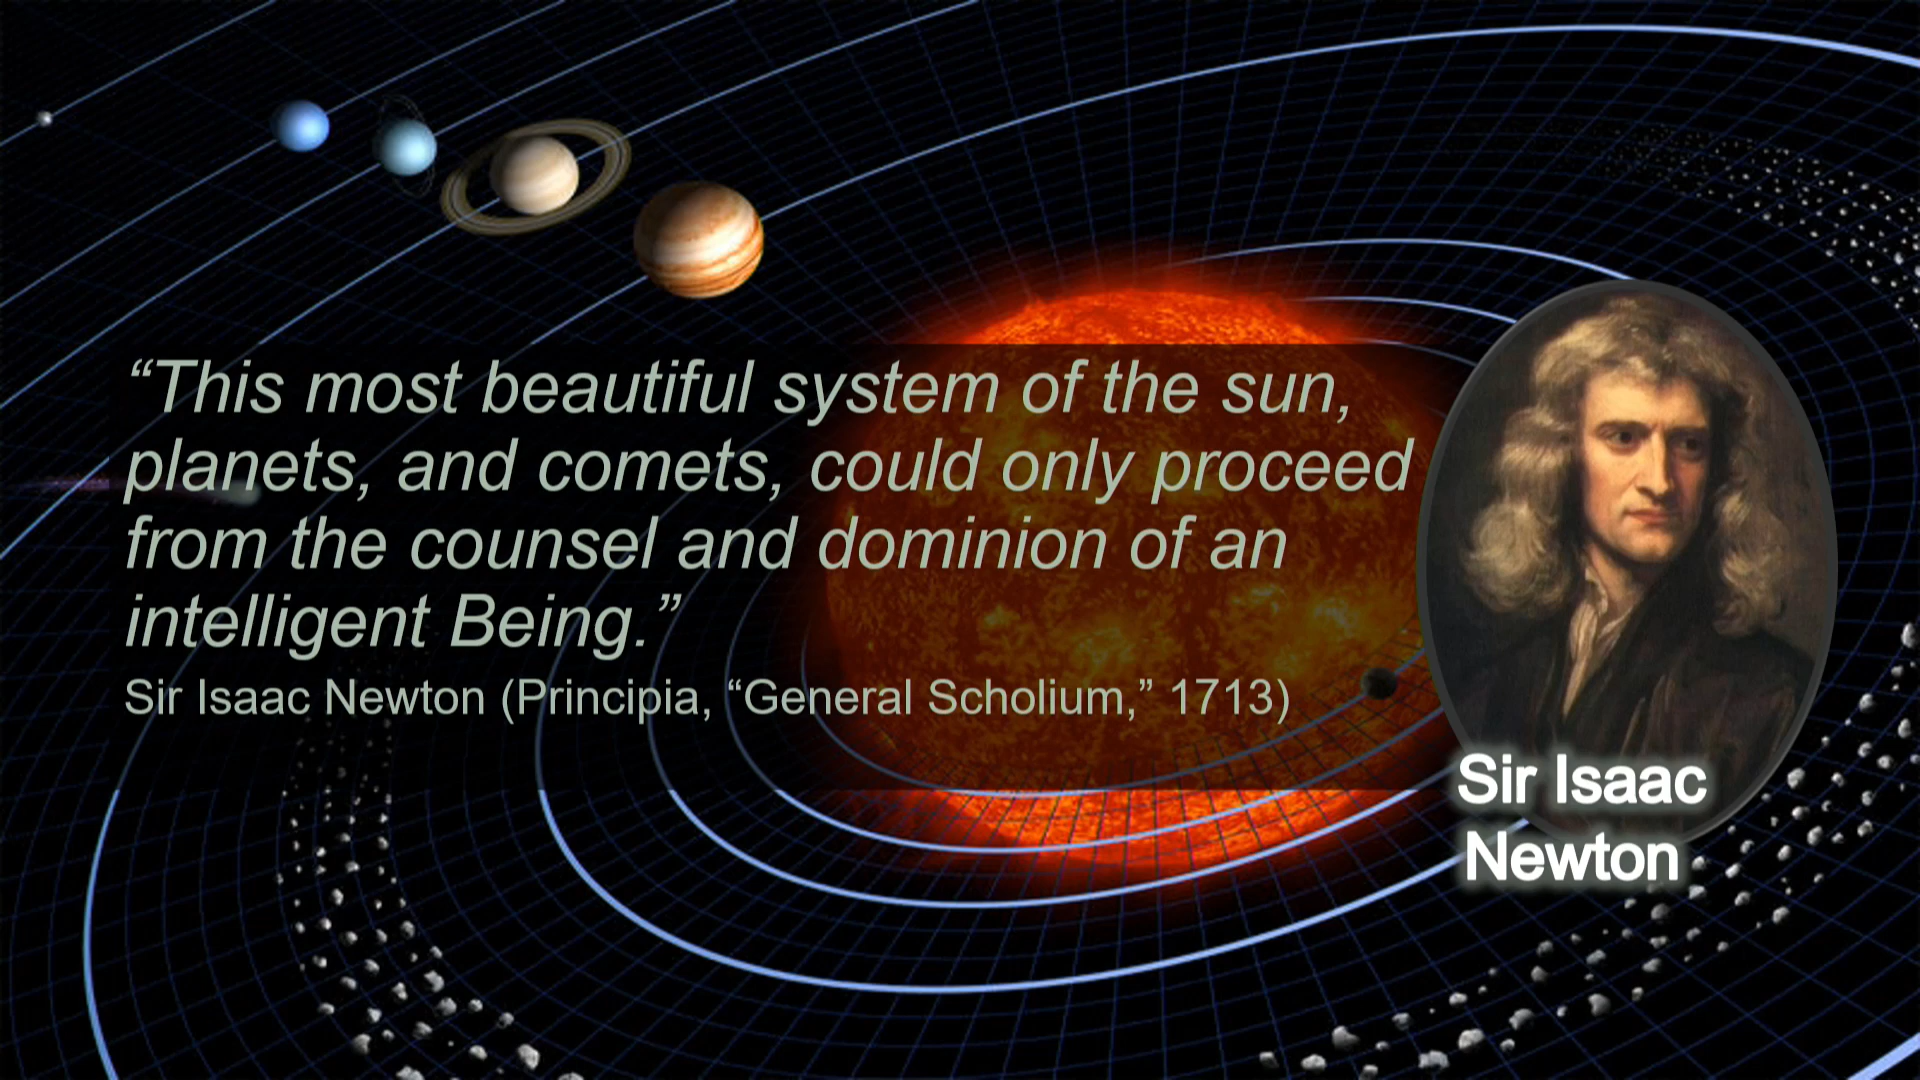 “This most beautiful system of the sun,
planets, and comets, could only proceed
from the counsel and dominion of an
intelligent Being.”
Sir Isaac Newton (Principia, “General Scholium,” 1713)
Sir Isaac
Newton